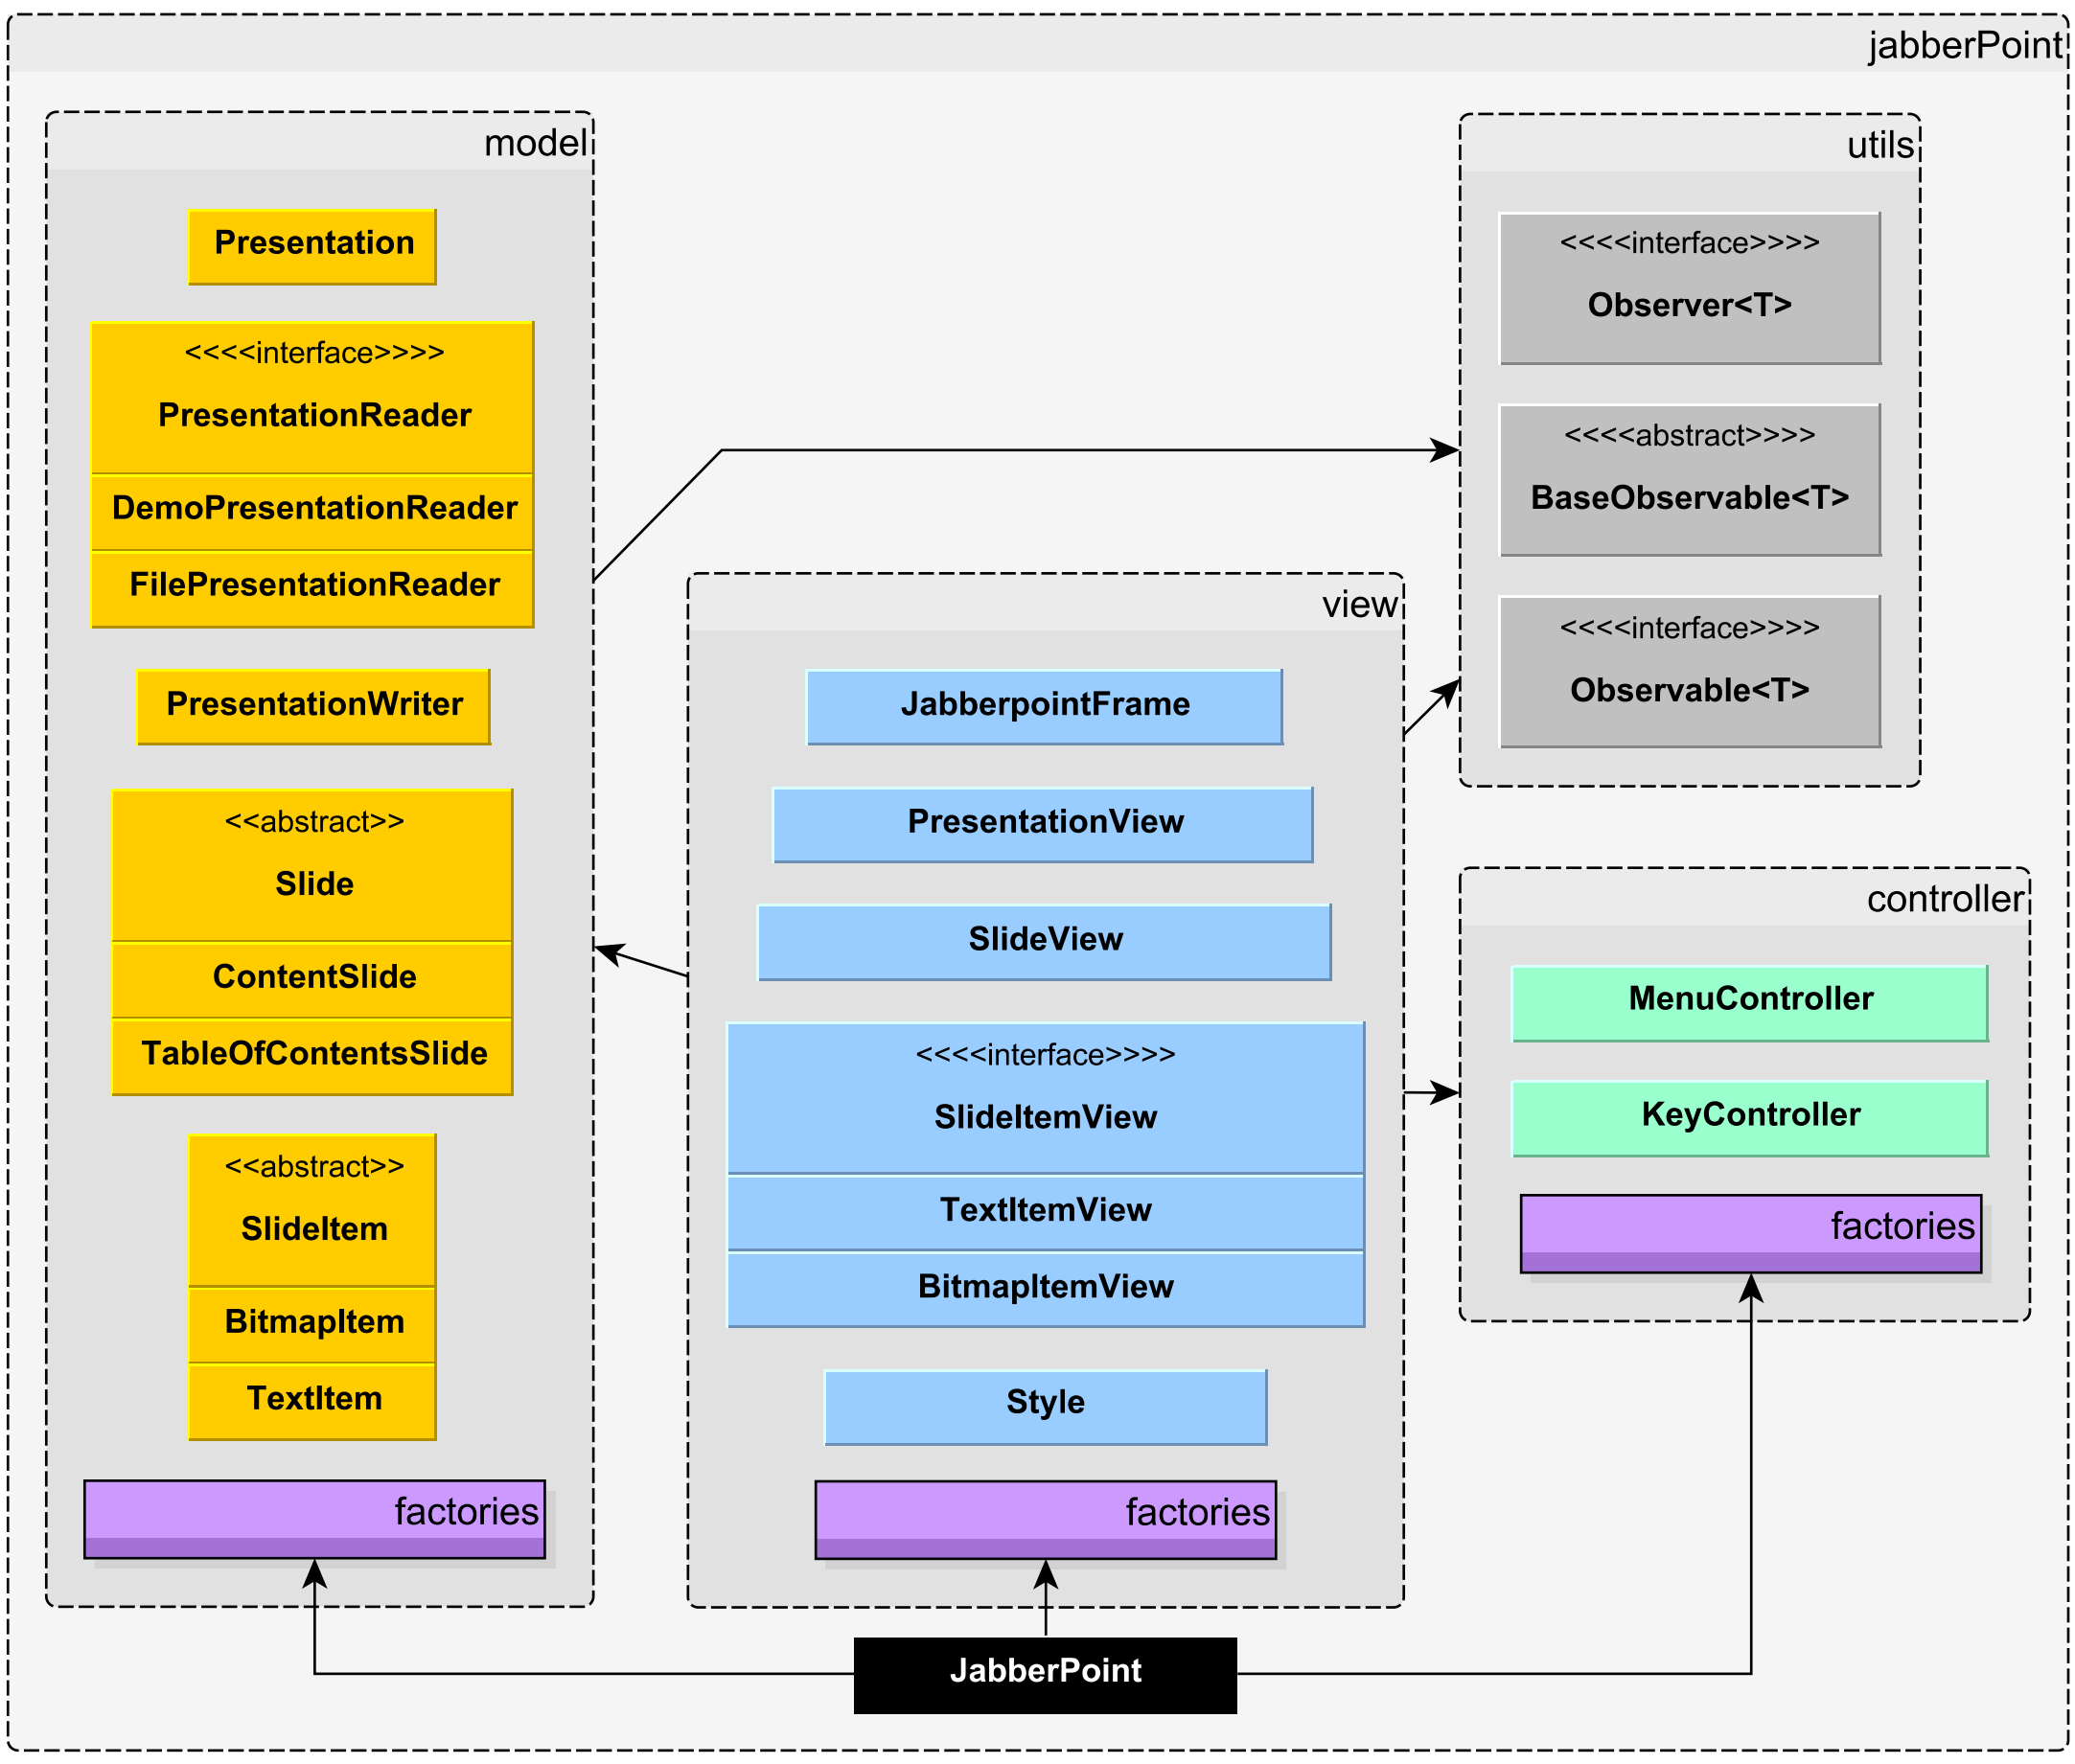 jabberPoint
model
Presentation
<<<<interface>>>>
PresentationReader
DemoPresentationReader
FilePresentationReader
PresentationWriter
<<abstract>>
Slide
ContentSlide
TableOfContentsSlide
<<abstract>>
SlideItem
BitmapItem
TextItem
factories
view
JabberpointFrame
PresentationView
SlideView
<<<<interface>>>>
SlideItemView
TextItemView
BitmapItemView
Style
factories
utils
<<<<interface>>>>
Observer<T>
<<<<abstract>>>>
BaseObservable<T>
<<<<interface>>>>
Observable<T>
controller
MenuController
KeyController
factories
JabberPoint